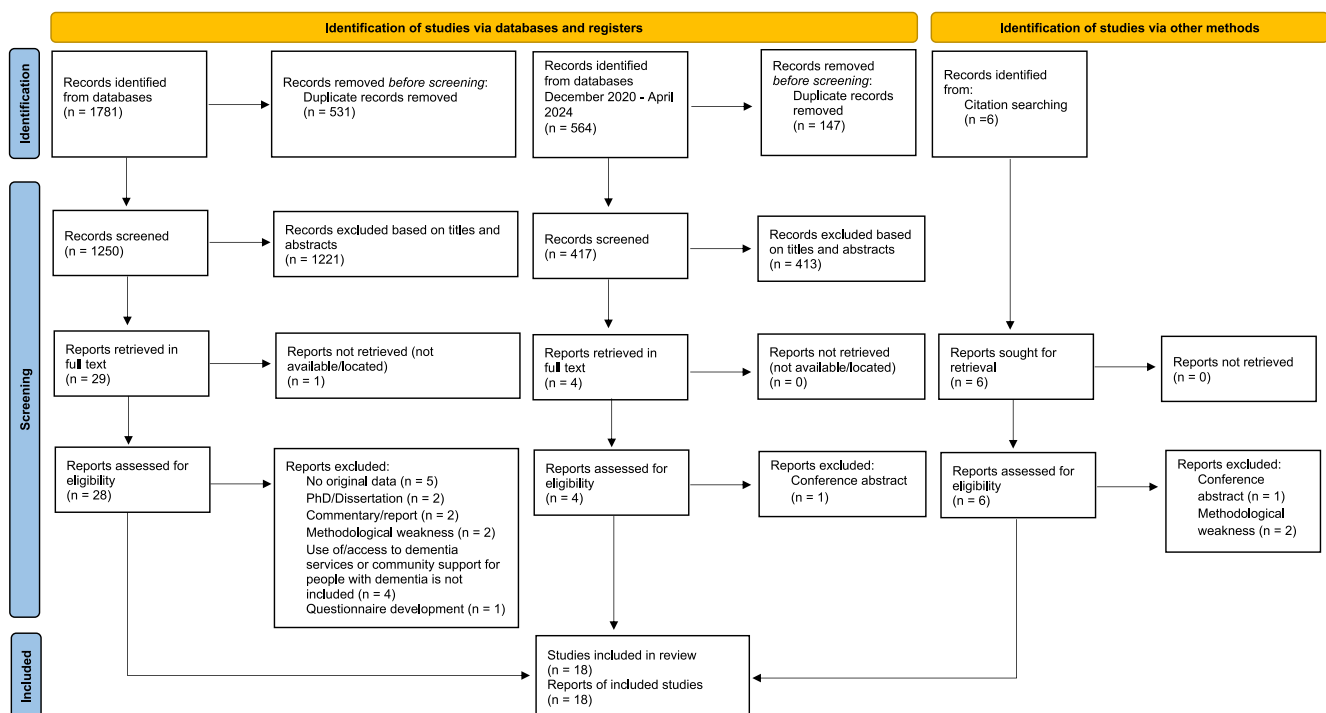 Identification of studies via databases and registers
Identification of studies via other methods
Identification
Records identified
from databases
(n = 1781)
Records removed before screening:
Duplicate records removed
(n = 531)
Records identified
from databases
December 2020 - April
2024
(n = 564)
Records removed
before screening:
Duplicate records
removed
(n = 147)
Records identified
from:
Citation searching
(n =6)
Screening
Records screened
(n = 1250)
Records excluded based on titles and
abstracts
(n = 1221)
Records screened
(n = 417)
Records excluded based
on titles and abstracts
(n = 413)
Reports retrieved in
full text
(n = 29)
Reports not retrieved (not
available/located)
(n = 1)
Reports retrieved in
full text
(n = 4)
Reports not retrieved
(not available/located)
(n = 0)
Reports sought for
retrieval
(n = 6)
Reports not retrieved
(n = 0)
Reports assessed for
eligibility
(n = 28)
Reports excluded:
No original data (n = 5)
PhD/Dissertation (n = 2)
Commentary/report (n = 2)
Methodological weakness (n = 2)
Use of/access to dementia
services or community support for
people with dementia is not
included (n = 4)
Questionnaire development (n = 1)
Reports assessed for
eligibility
(n = 4)
Reports excluded:
Conference abstract
(n = 1)
Reports assessed for
eligibility
(n = 6)
Reports excluded:
Conference
abstract (n = 1)
Methodological
weakness (n = 2)
Included
Studies included in review
(n = 18)
Reports of included studies
(n = 18)